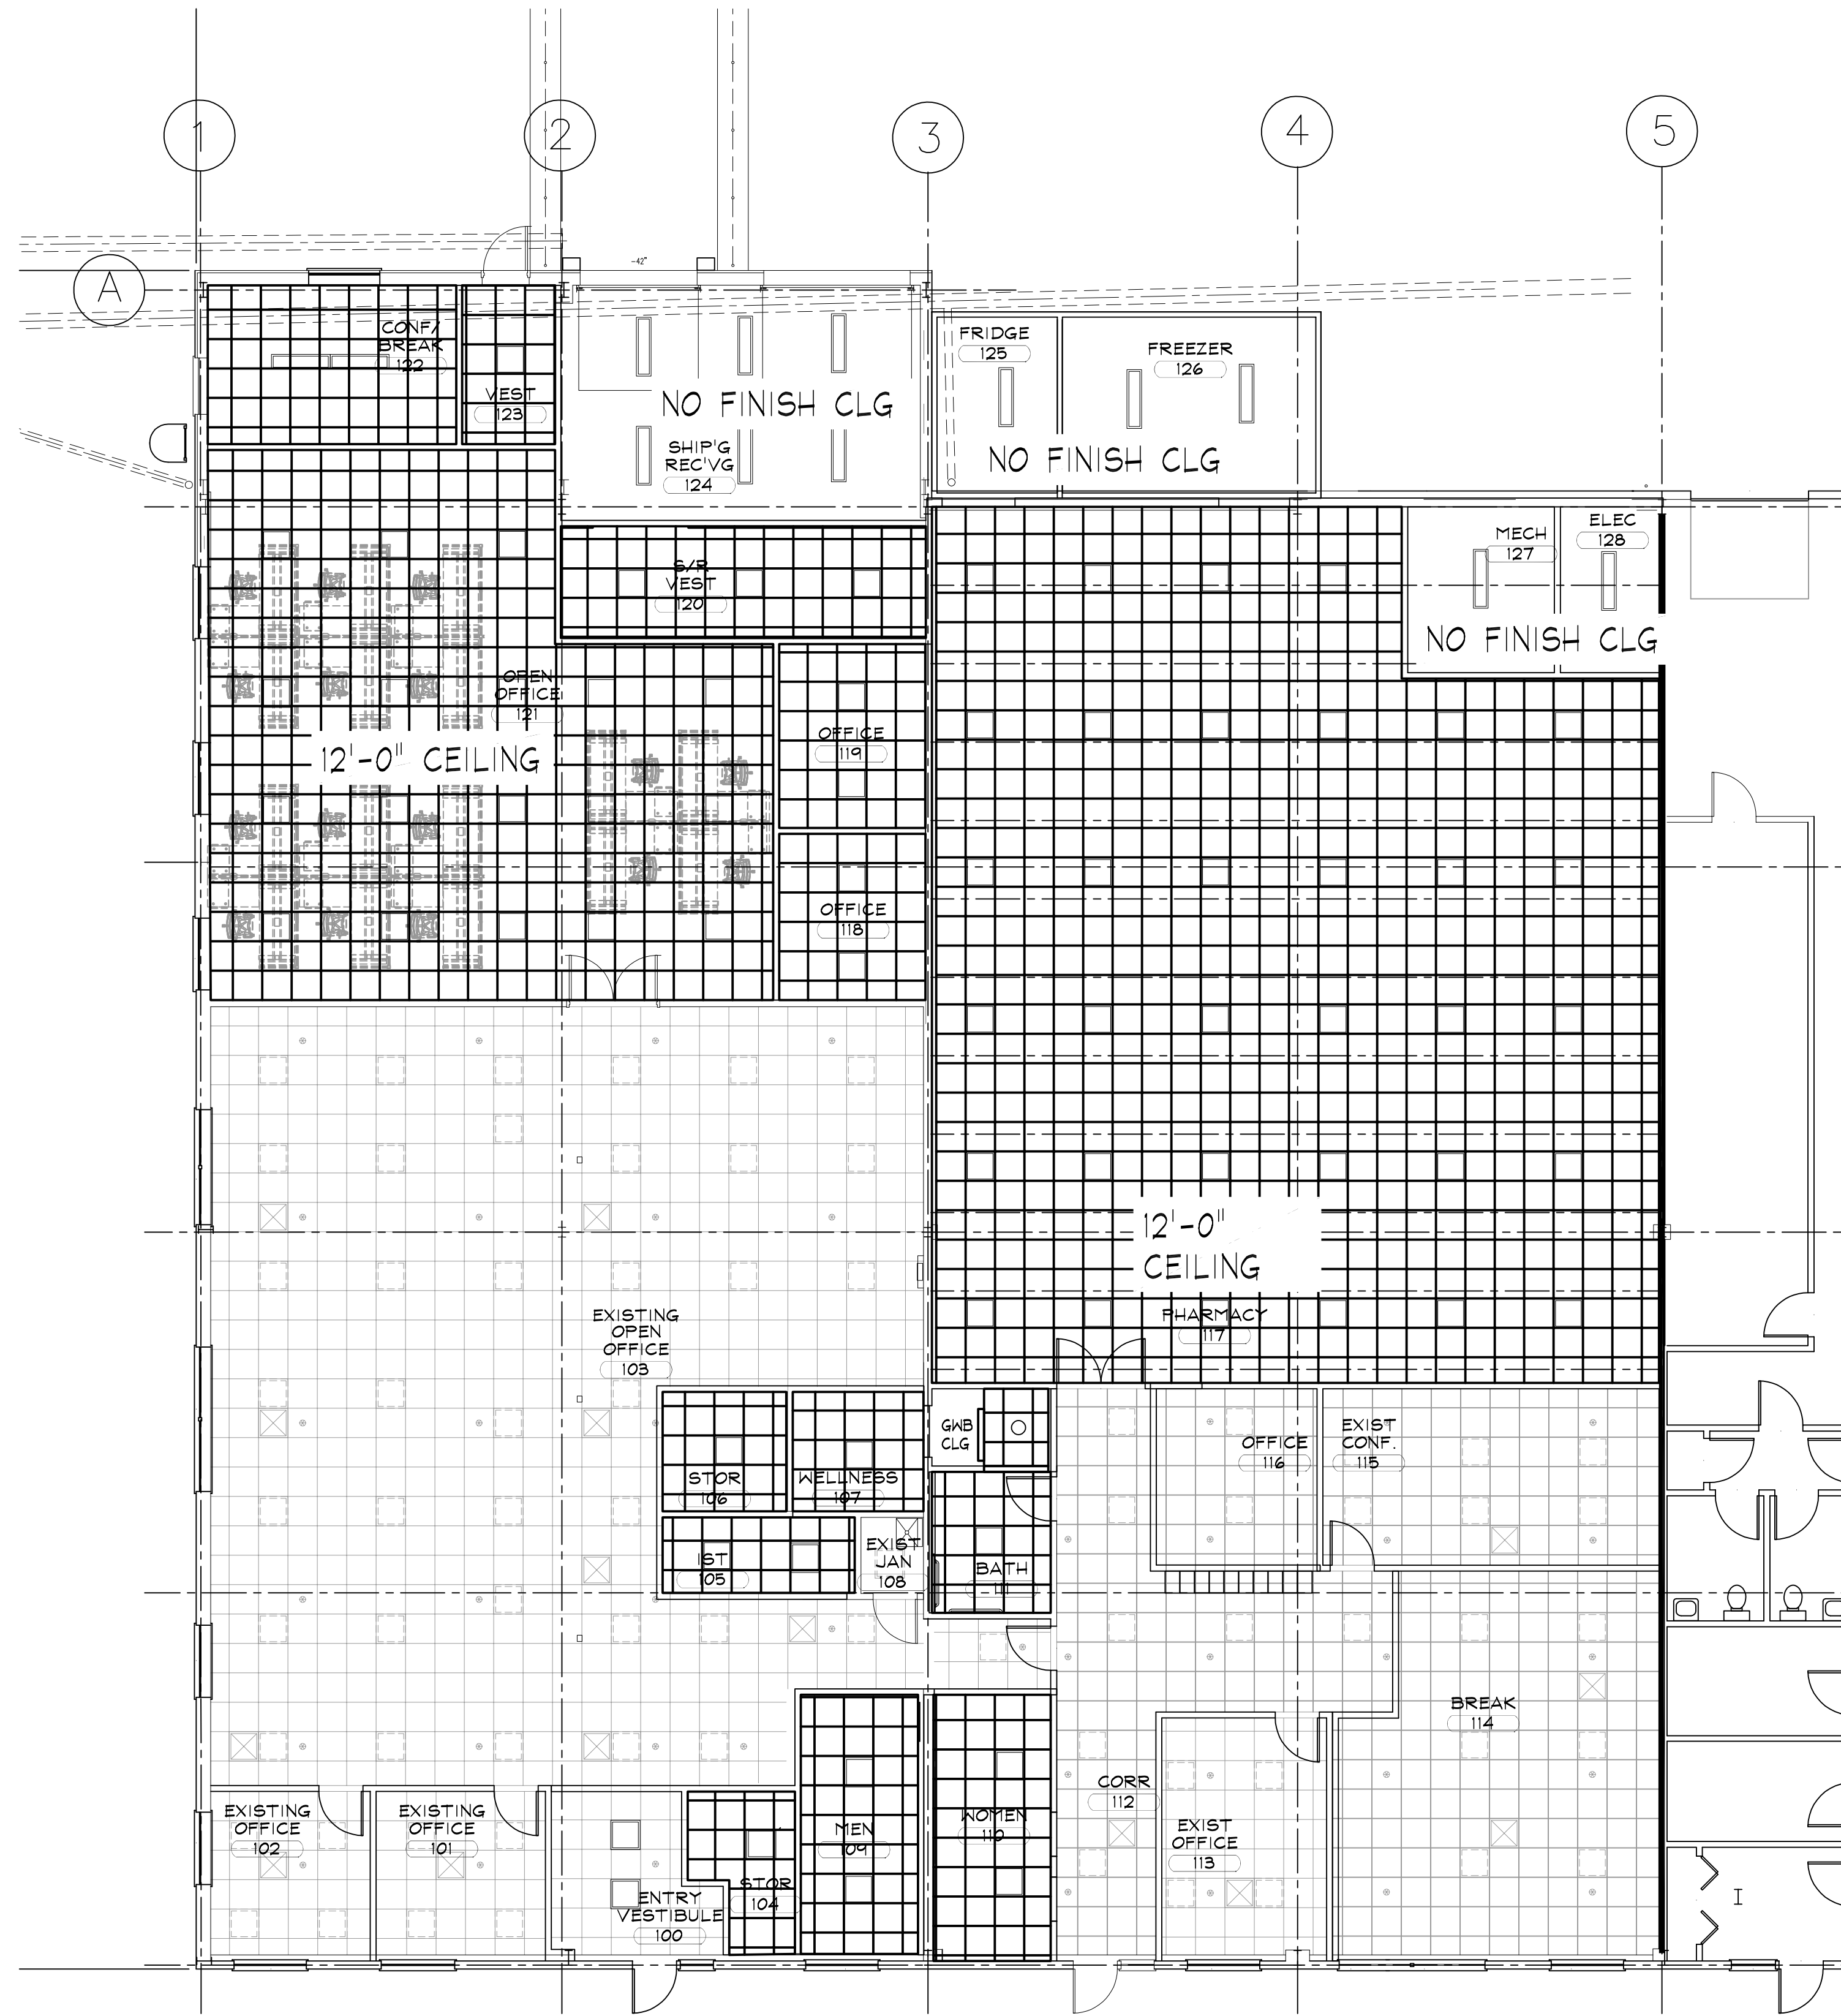 1
2
3
4
5
A
-42"
CONF/
BREAK
122
VEST
123
NO FINISH CLG
SHIP'G
REC'VG
124
FRIDGE
125
FREEZER
126
NO FINISH CLG
MECH
127
ELEC
128
NO FINISH CLG
S/R
VEST
120
OPEN
OFFICE
121
12'-0" CEILING
OFFICE
119
OFFICE
118
12'-0"
CEILING
PHARMACY
117
EXISTING
OPEN
OFFICE
103
STOR
106
WELLNESS
107
GWB
CLG
OFFICE
116
EXIST
CONF.
115
IST
105
EXIST
JAN
108
BATH
111
BREAK
114
CORR
112
EXISTING
OFFICE
102
EXISTING
OFFICE
101
ENTRY
VESTIBULE
100
STOR
104
MEN
109
WOMEN
110
EXIST
OFFICE
113
I